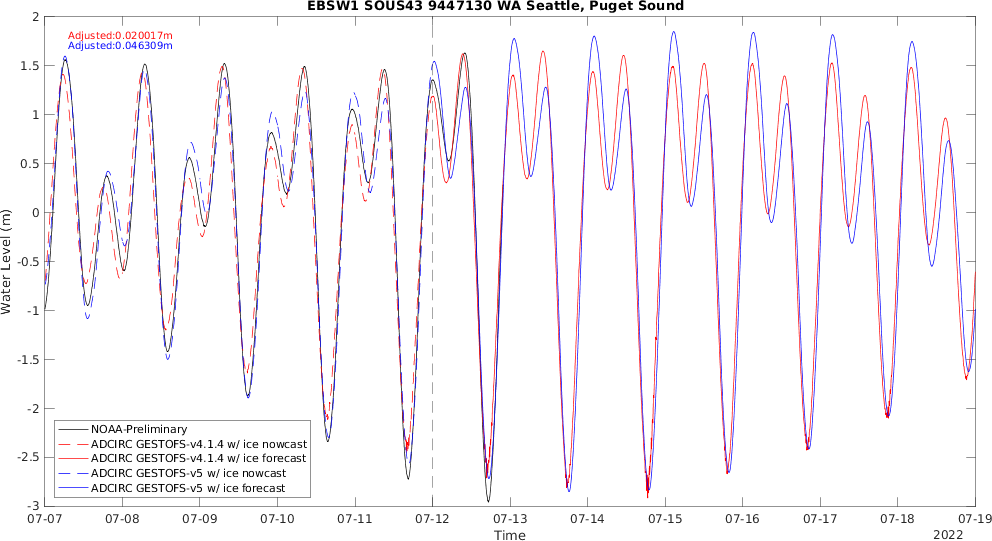 EBSW1 SOUS43 9447130 WA Seattle, Puget Sound
Adjusted:0.020017m
Adjusted:0.046309m
2
1.5
1
0.5
0
-0.5
-1
-1.5
-2
-2.5
-3
Water Level (m)
NOAA-Preliminary
ADCIRC GESTOFS-v4.1.4 w/ ice nowcast
ADCIRC GESTOFS-v4.1.4 w/ ice forecast
ADCIRC GESTOFS-v5 w/ ice nowcast
ADCIRC GESTOFS-v5 w/ ice forecast
07-07 07-08 07-09 07-10 07-11 07-12 07-13 07-14 07-15 07-16 07-17 07-18 07-19
Time
2022